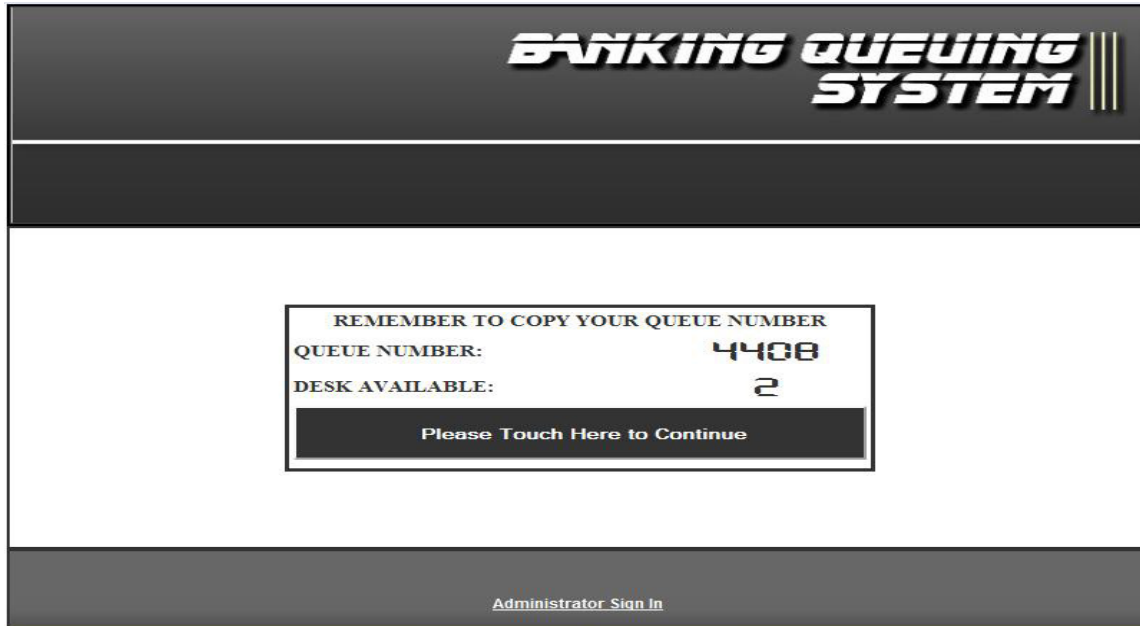 BANKING QUEUING
SYSTEM
REMEMBER TO COPY YOUR QUEUE NUMBER
QUEUE NUMBER: 4408
DESK AVAILABLE: 2
Please Touch Here to Continue
Administrator Sign In